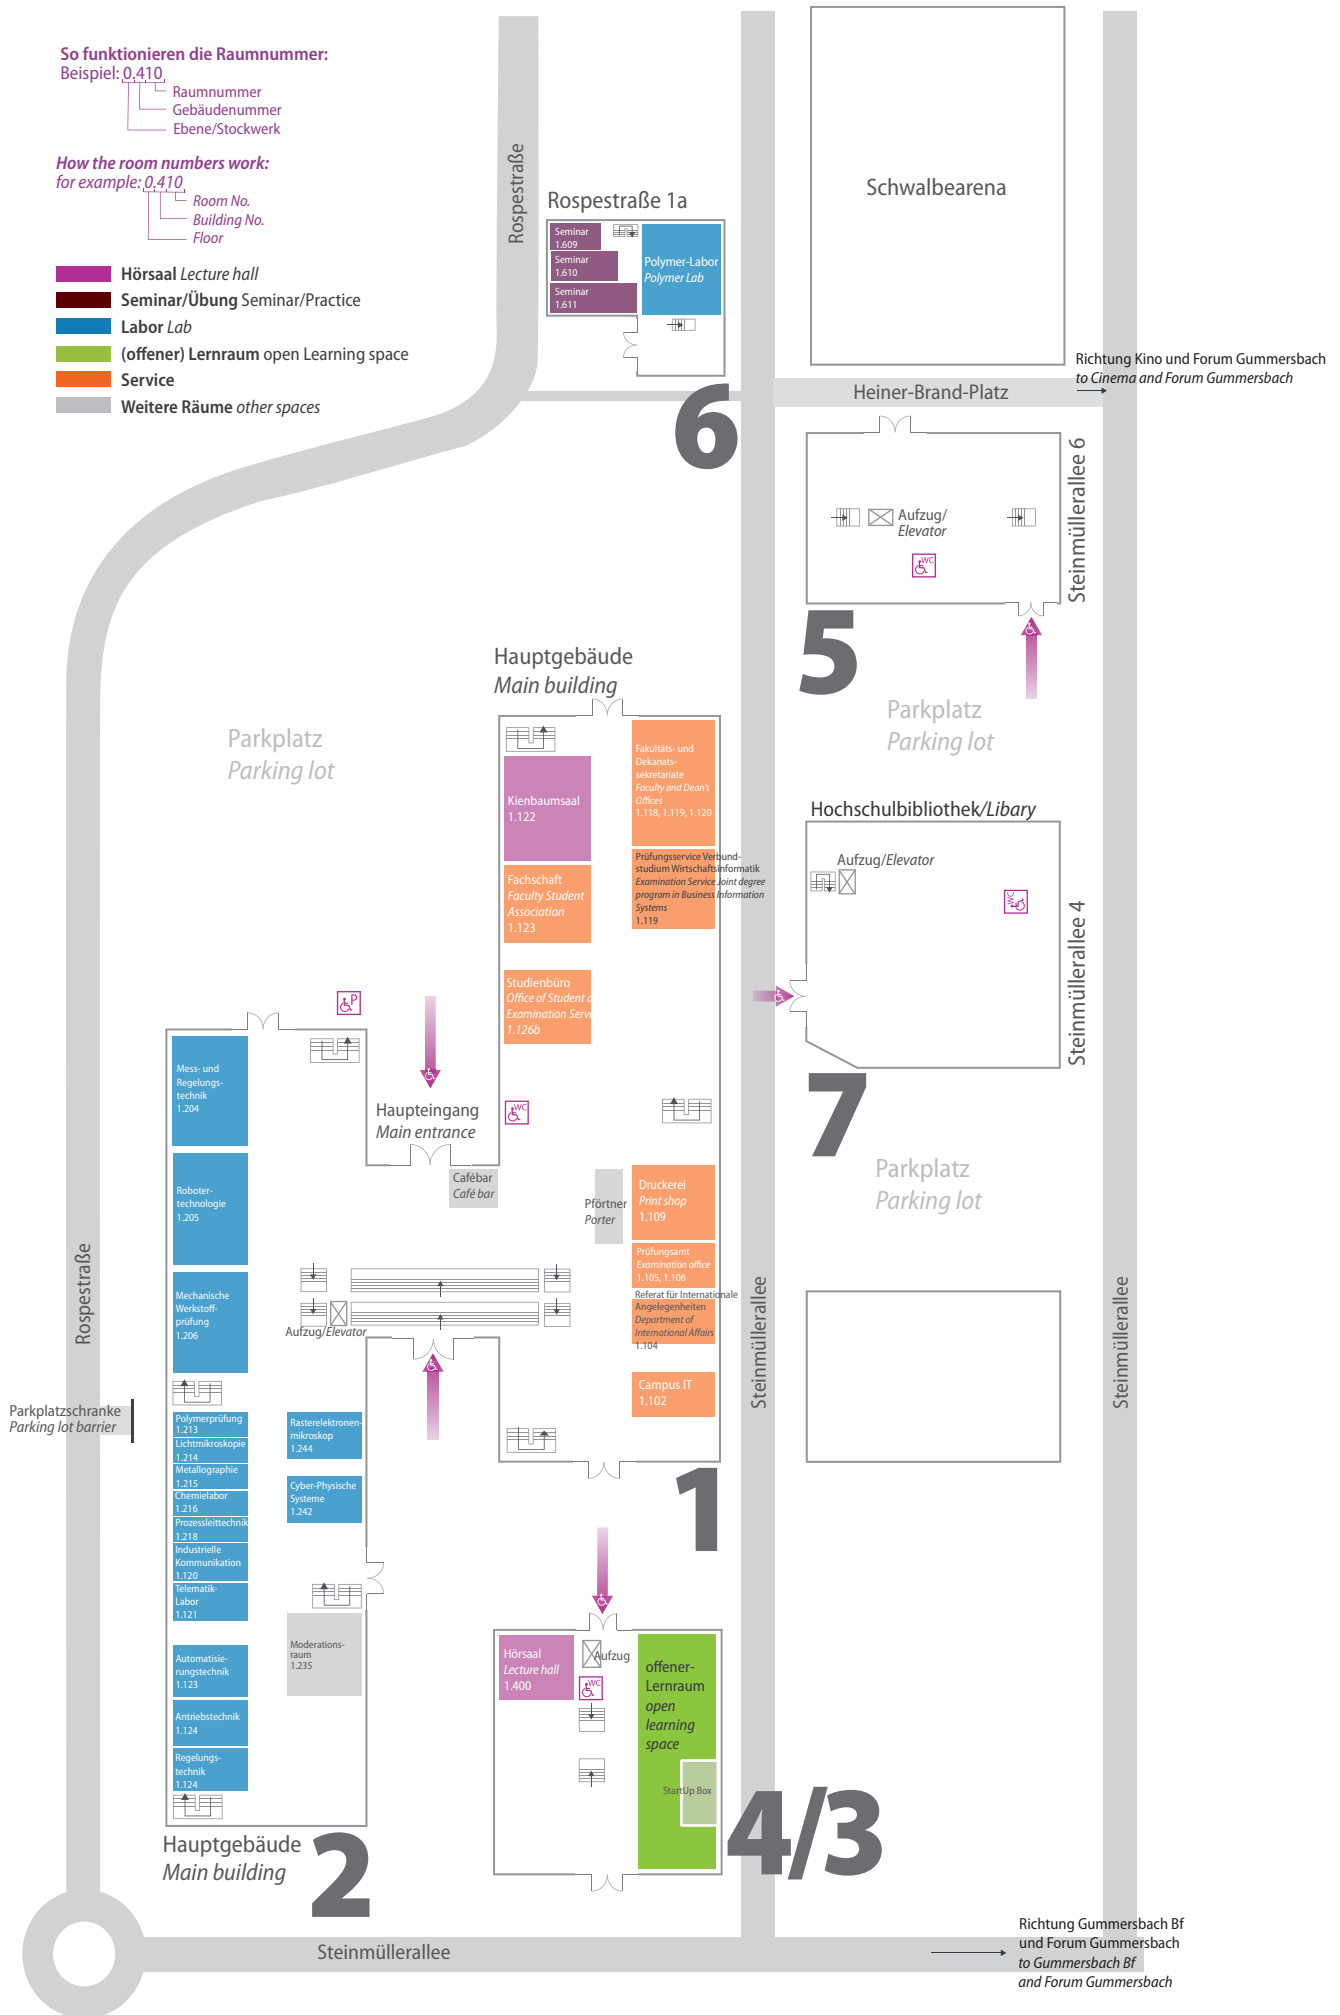 So funktionieren die Raumnummer:
Beispiel: 0.410
Raumnummer
Gebäudenummer
Ebene/Stockwerk
How the room numbers work:
for example: 0.410
Room No.
Building No.
Floor
Hörsaal Lecture hall
Seminar/Übung Seminar/Practice
Labor Lab
(offener) Lernraum open Learning space
Service
Weitere Räume other spaces
Rospestraße
Rospestraße 1a
Seminar
1.609
Seminar
1.610
Seminar
1.611
Polymer-Labor
Polymer Lab
6
Schwalbearena
Richtung Kino und Forum Gummersbach
to Cinema and Forum Gummersbach
Heiner-Brand-Platz
Aufzug/
Elevator
WC
Steinmüllerallee 6
5
Parkplatz
Parking lot
Hauptgebäude
Main building
Parkplatz
Parking lot
Kienbaumsaal
1.122
Fachschaft
Faculty Student
Association
1.123
Studienbüro
Office of Student a
Examination Servi
1.126b
Fakultäts- und
Dekanats-
sekretariate
Faculty and Dean's
Offices
1.118, 1.119, 1.120
Prüfungsservice Verbund-
studium Wirtschaftsinformatik
Examination Service Joint degree
program in Business Information
Systems
1.119
Hochschulbibliothek/Libary
Aufzug/Elevator
WC
Steinmüllerallee 4
7
Parkplatz
Parking lot
P
WC
Haupteingang
Main entrance
Cafébar
Café bar
Pförtner
Porter
Druckerei
Print shop
1.109
Prüfungsamt
Examination office
1.105, 1.106
Referat für Internationale
Angelegenheiten
Department of
International Affairs
1.104
Campus IT
1.102
1
Mess- und
Regelungs-
technik
1.204
Roboter-
technologie
1.205
Mechanische
Werkstoff-
prüfung
1.206
Aufzug/Elevator
Rospestraße
Parkplatzschranke
Parking lot barrier
Polymerprüfung
1.213
Lichtmikroskopie
1.214
Metallographie
1.215
Chemielabor
1.216
Prozessleittechnik
1.218
Industrielle
Kommunikation
1.120
Telematik-
Labor
1.121
Automatisie-
rungstechnik
1.123
Antriebstechnik
1.124
Regelungs-
technik
1.124
Rasterelektronen-
mikroskop
1.244
Cyber-Physische
Systeme
1.242
Moderations-
raum
1.235
Hauptgebäude
Main building
2
Hörsaal
Lecture hall
1.400
Aufzug
WC
offener-
Lernraum
open
learning
space
StartUp Box
4/3
Steinmüllerallee
Steinmüllerallee
Steinmüllerallee
Richtung Gummersbach Bf
und Forum Gummersbach
to Gummersbach Bf
and Forum Gummersbach